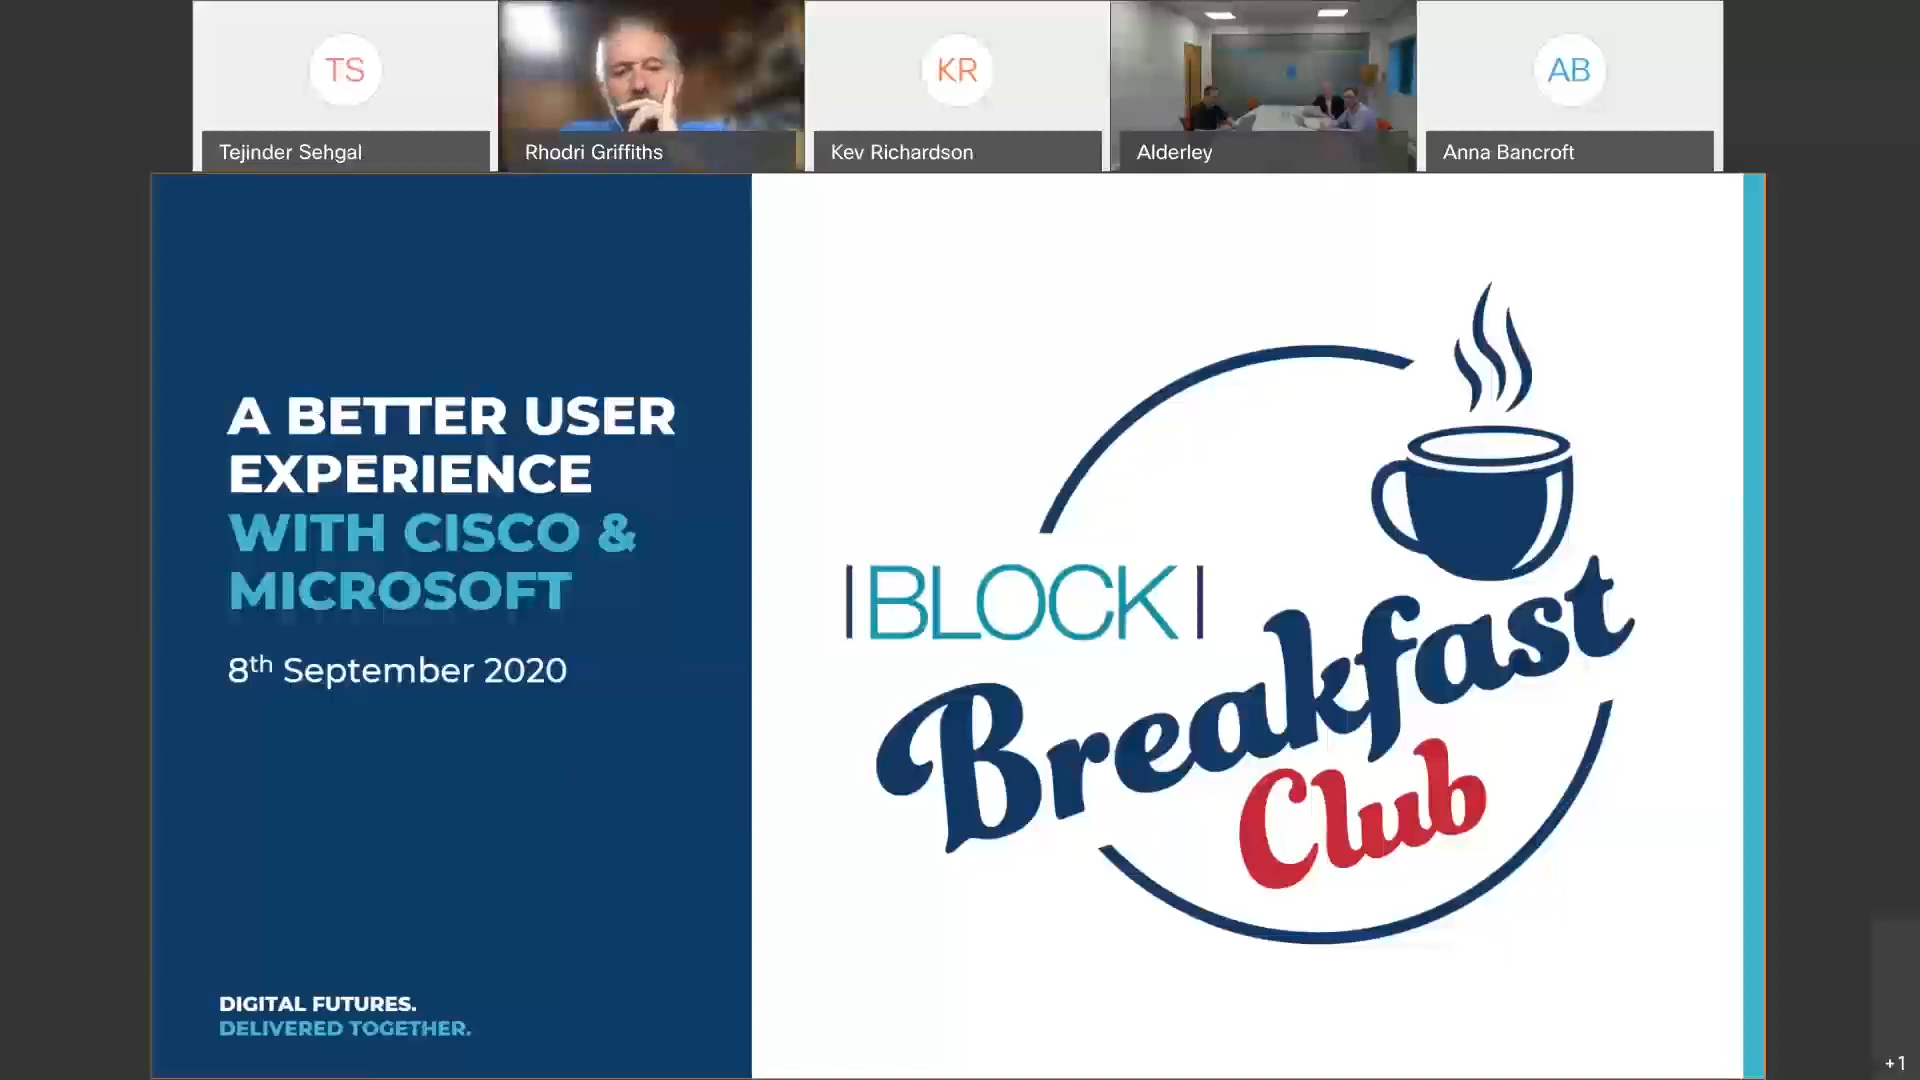 TS
KR
AB
Tejinder Sehgal
Rhodri Griffiths
Kev Richardson
Alderley
Anna Bancroft
A BETTER USER
EXPERIENCE
WITH CISCO &
MICROSOFT
8th September 2020
DIGITAL FUTURES.
DELIVERED TOGETHER.
|BLOCK|
Breakfast
Club
+1